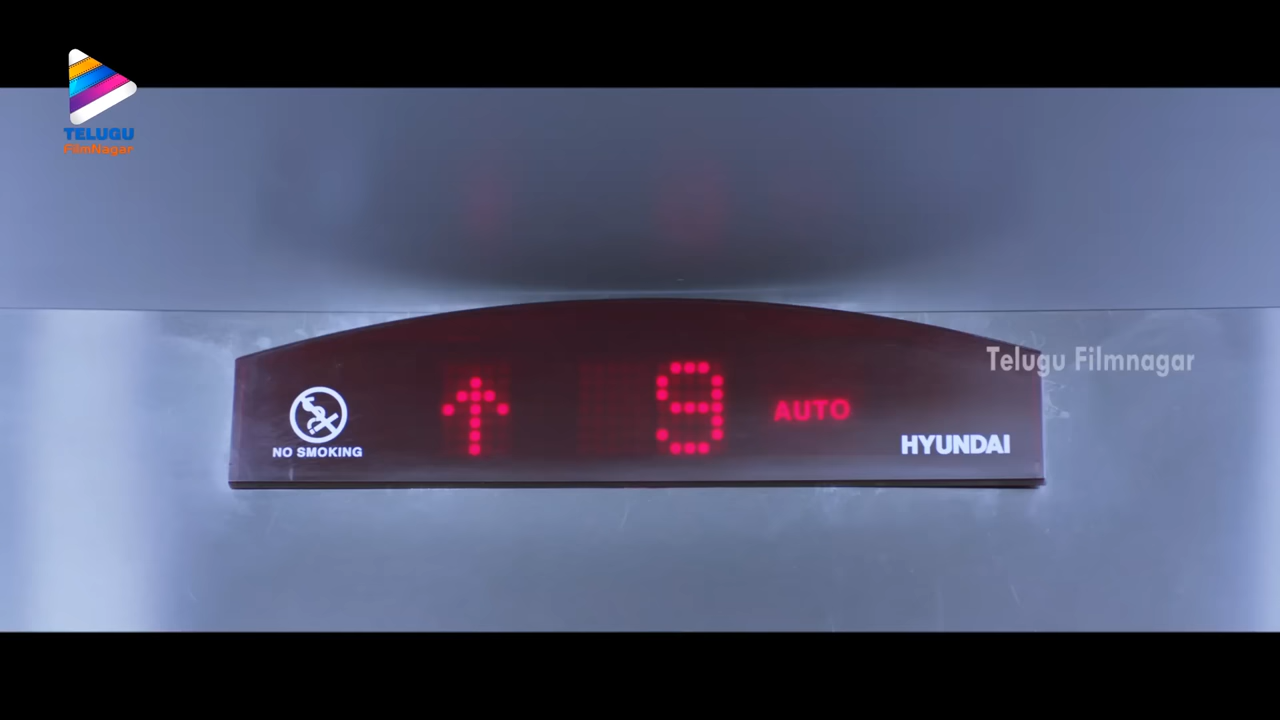 TELUGU
FilmNagar
Telugu Filmnagar
9
AUTO
HYUNDAI
NO SMOKING